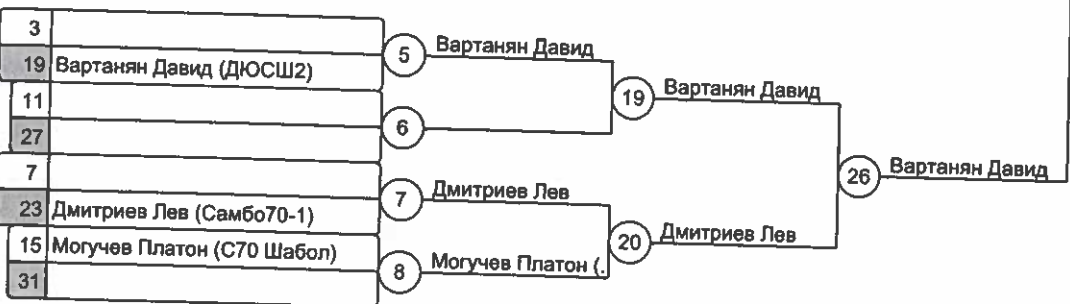 3
19 Вартанян Давид (ДЮСШ2)
5 Вартанян Давид
11
27
6
19 Вартанян Давид
7
23 Дмитриев Лев (Самбо70-1)
7 Дмитриев Лев
15 Могучев Платон (С70 Шабол)
31
8 Могучев Платон (.
20 Дмитриев Лев
26 Вартанян Давид